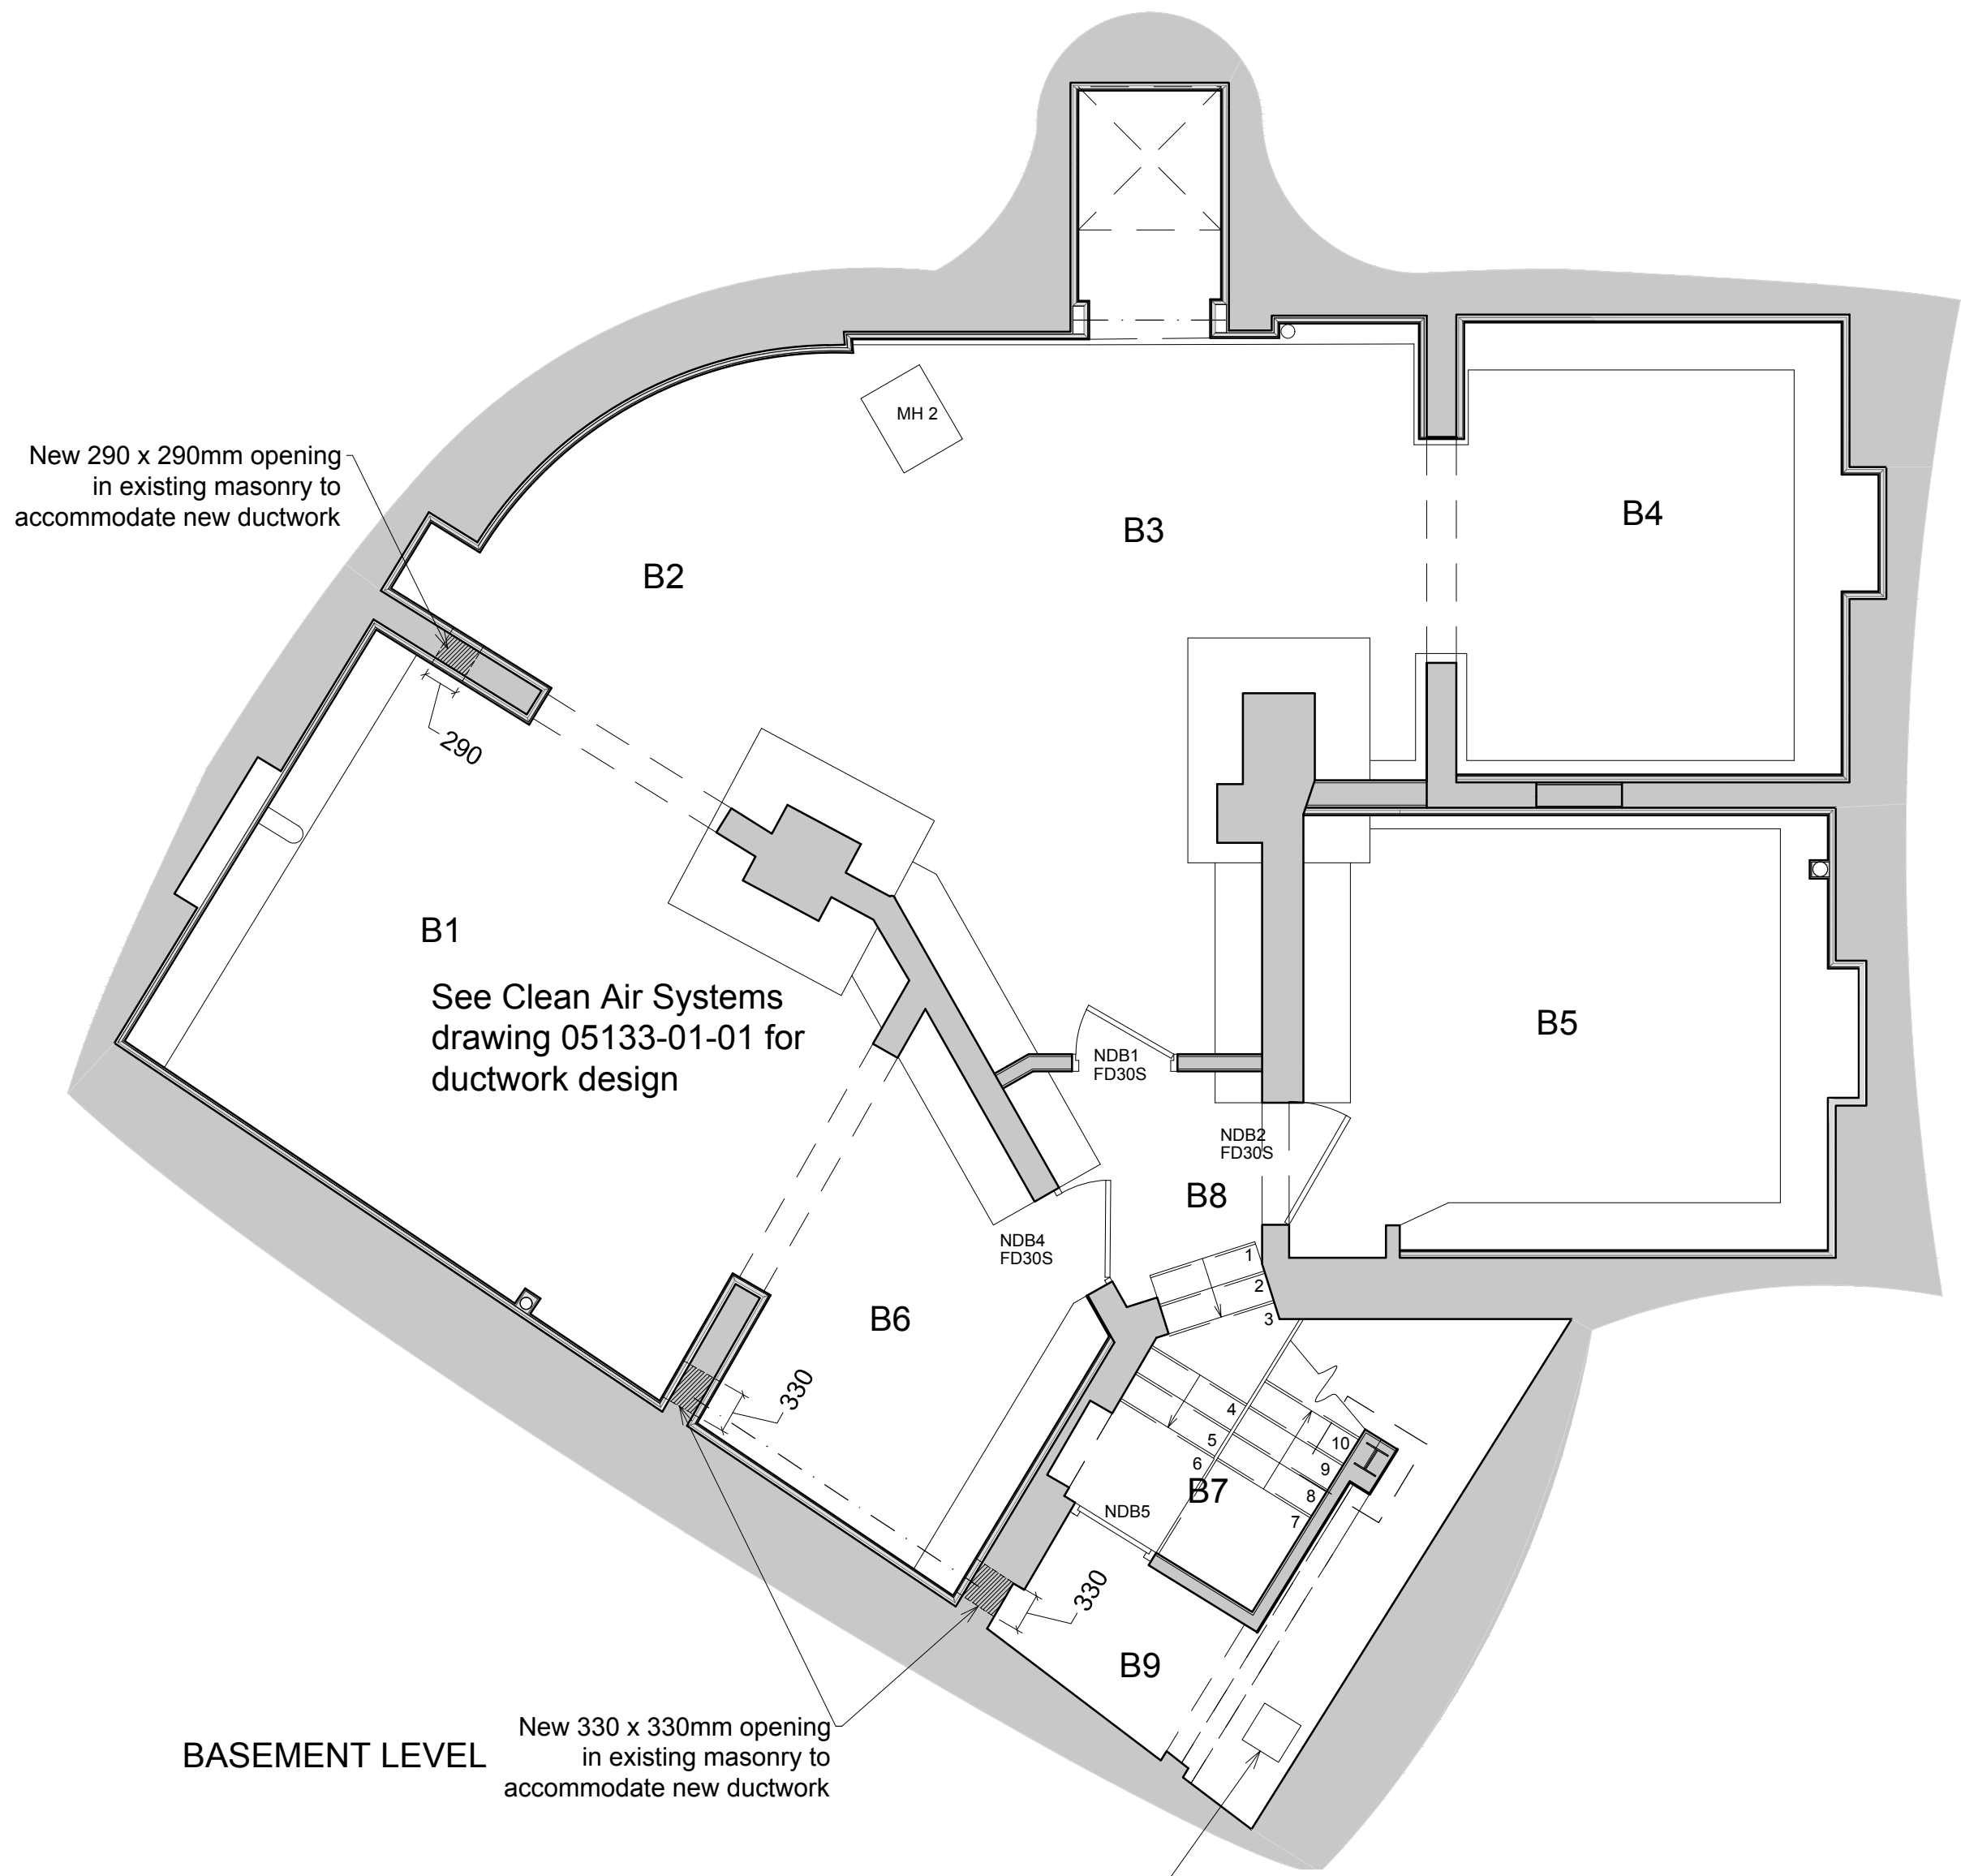 MH 2
New 290 x 290mm opening
in existing masonry to
accommodate new ductwork
B4
B3
B2
290
B1
See Clean Air Systems
drawing 05133-01-01 for
ductwork design
B5
NDB1
FD30S
NDB2
FD30S
B8
NDB4
FD30S
1
2
3
B6
330
4
5
6
10
9
8
7
B7
NDB5
330
B9
New 330 x 330mm opening
in existing masonry to
accommodate new ductwork
BASEMENT LEVEL